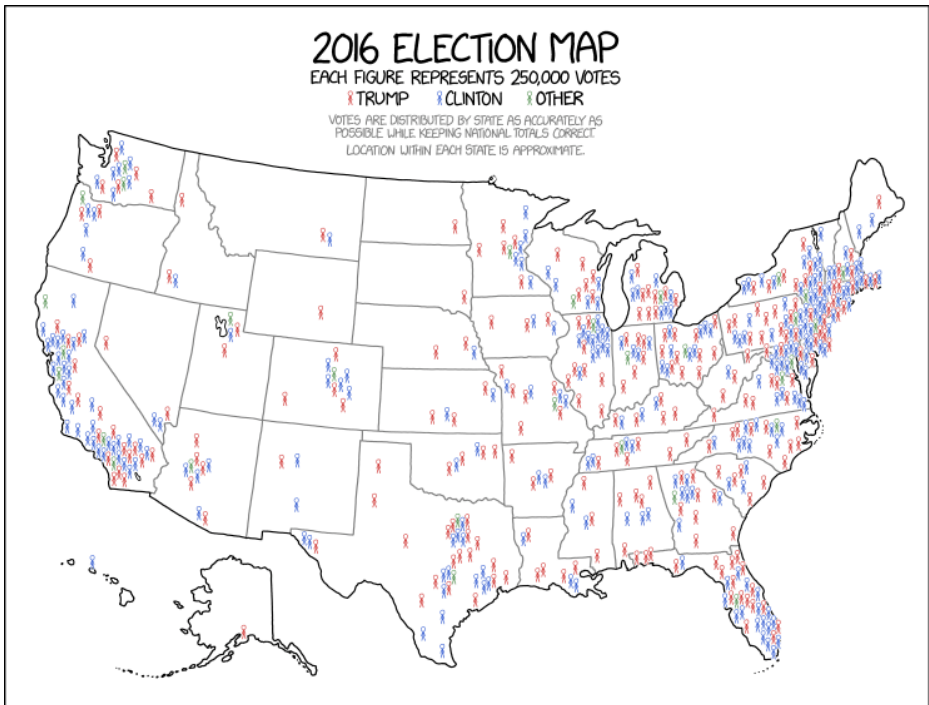 2016 ELECTION MAP
EACH FIGURE REPRESENTS 250,000 VOTES
TRUMP CLINTON OTHER
VOTES ARE DISTRIBUTED BY STATE AS ACCURATELY AS
POSSIBLE WHILE KEEPING NATIONAL TOTALS CORRECT.
LOCATION WITHIN EACH STATE IS APPROXIMATE.